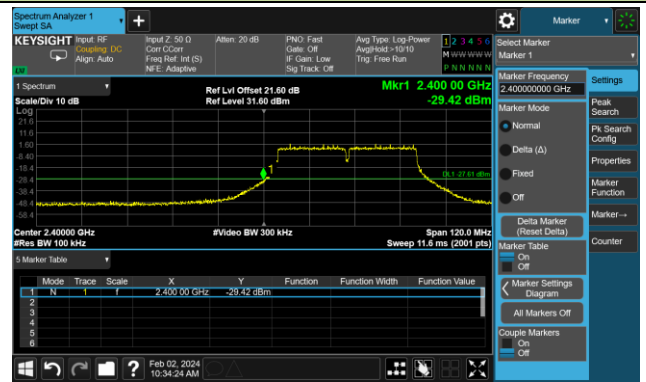 Spectrum Analyzer 1
Swept SA
Marker
KEYSIGHT
Input: RF
Coupling: DC
Align: Auto
Input Z: 50 Ω
Corr CCorr
Freq Ref: Int (S)
NFE: Adaptive
Atten: 20 dB
PNO: Fast
Gate: Off
IF Gain: Low
Sig Track: Off
Avg Type: Log-Power
Avg|Hold:>10/10
Trig: Free Run
1 2 3 4 5 6
M W W W W W
P N N N N N
LW
Select Marker
Marker 1
1 Spectrum
Scale/Div 10 dB
Log
Ref Lvl Offset 21.60 dB
Ref Level 31.60 dBm
Mkr1 2.400 00 GHz
-29.42 dBm
21.6
11.6
1.60
-8.40
-18.4
-28.4
-38.4
-48.4
-58.4
1
DL1 -27.61 dBm
Center 2.40000 GHz
#Res BW 100 kHz
#Video BW 300 kHz
Span 120.0 MHz
Sweep 11.6 ms (2001 pts)
5 Marker Table
Mode Trace Scale X Y Function Function Width Function Value
1 N 1 f 2.400 00 GHz -29.42 dBm
2
3
4
5
6
Marker Frequency
2.400000000 GHz
Marker Mode
Normal
Delta (Δ)
Fixed
Off
Delta Marker
(Reset Delta)
Marker Table
On
Off
Marker Settings
Diagram
All Markers Off
Couple Markers
On
Off
Settings
Peak
Search
Pk Search
Config
Properties
Marker
Function
Marker→
Counter
?
Feb 02, 2024
10:34:24 AM